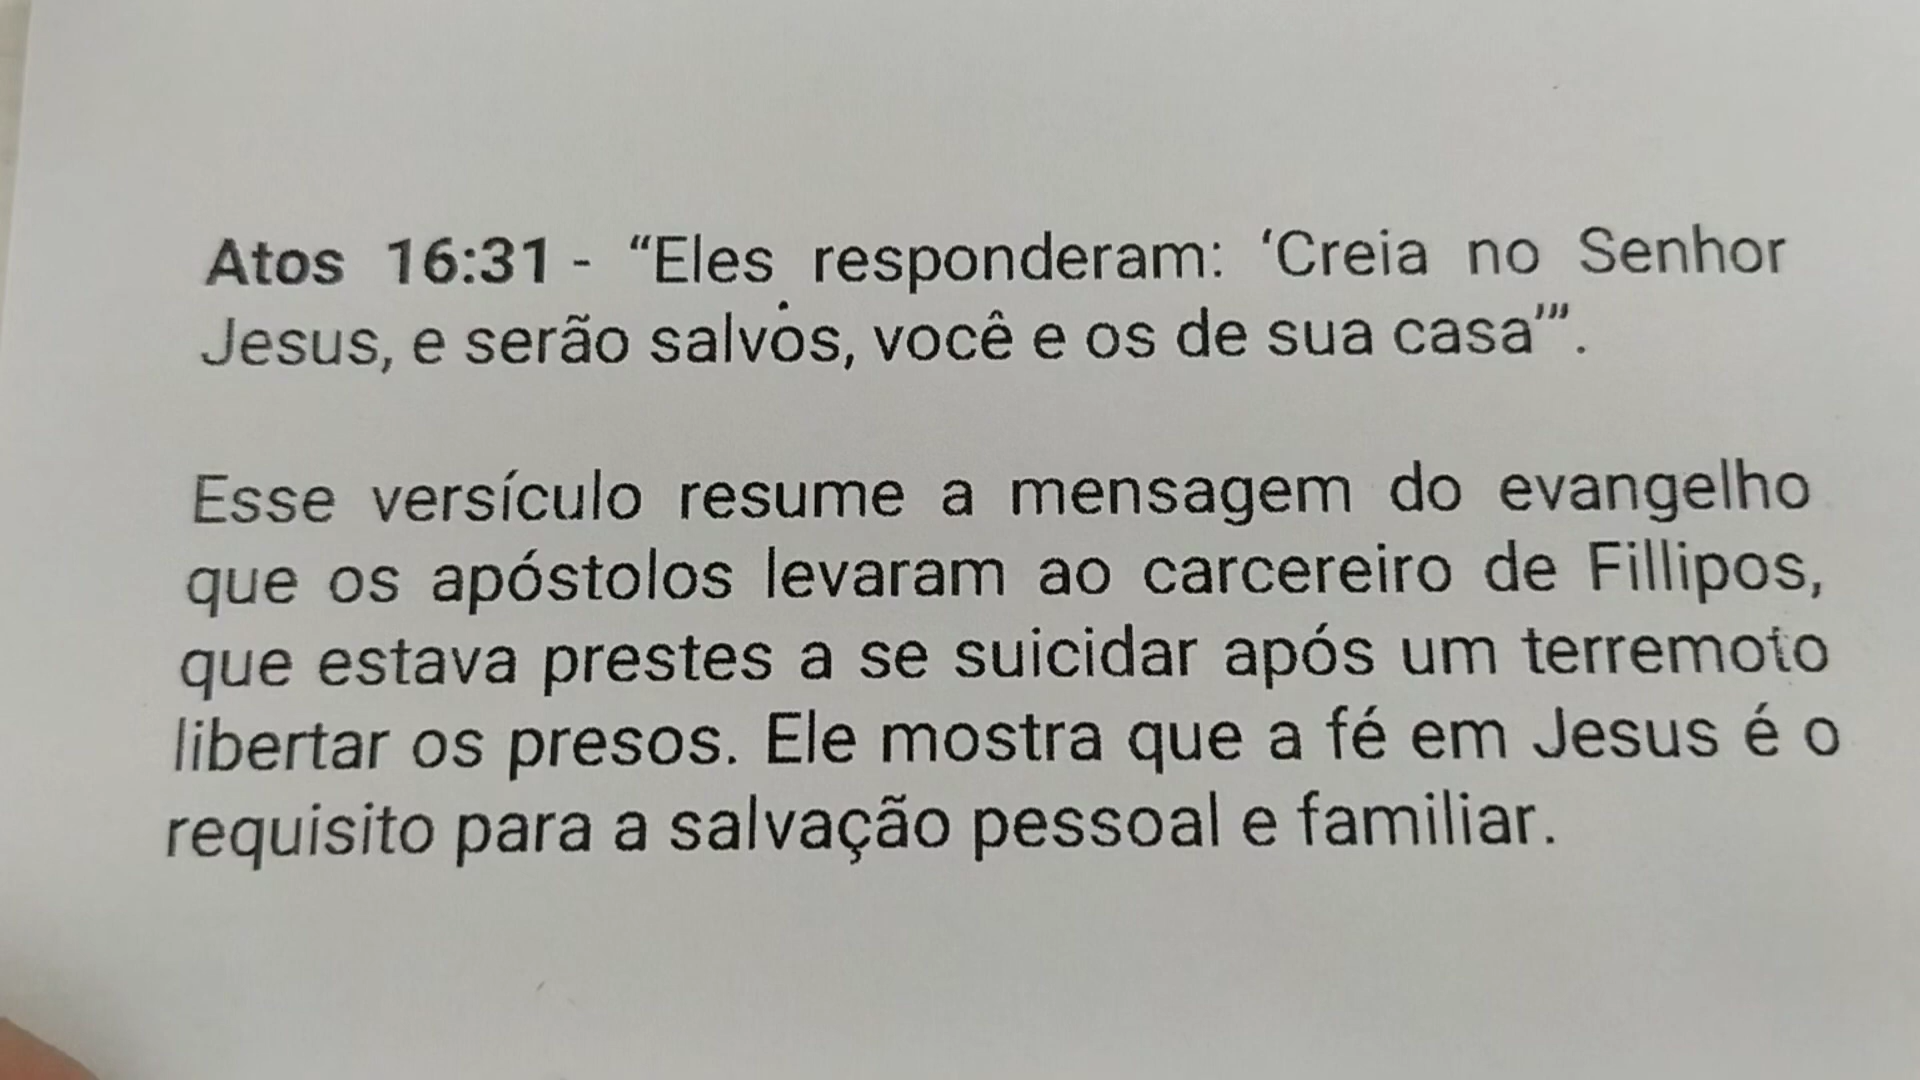 Atos 16:31 - “Eles responderam: ‘Creia no Senhor
Jesus, e serão salvos, você e os de sua casa’”.
Esse versículo resume a mensagem do evangelho
que os apóstolos levaram ao carcereiro de Fillipos,
que estava prestes a se suicidar após um terremoto
libertar os presos. Ele mostra que a fé em Jesus é o
requisito para a salvação pessoal e familiar.